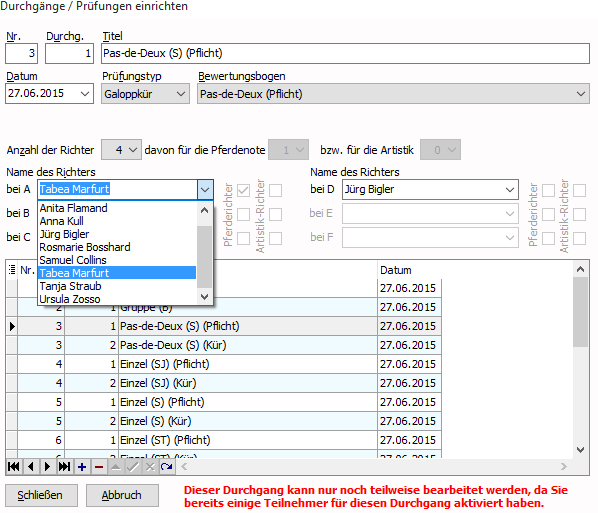 Durchgänge / Prüfungen einrichten
Nr. Durchg. Titel
3 1 Pas-de-Deux (S) (Pflicht)
Datum Prüfungstyp Bewertungsbogen
27.06.2015 Galoppkür Pas-de-Deux (Pflicht)
Anzahl der Richter 4 davon für die Pferdenote 1 bzw. für die Artistik 0
Name des Richters Name des Richters
bei A Tabea Marfurt Pferderichter Artistik-Richter bei D Jürg Bigler Pferderichter Artistik-Richter
bei B bei E
bei C bei F
Anita Flamand
Anna Kull
Jürg Bigler
Rosmarie Bosshard
Samuel Collins
Tabea Marfurt
Tanja Straub
Ursula Zosso
Nr. Datum
27.06.2015
2 1 Gruppe (B) 27.06.2015
3 1 Pas-de-Deux (S) (Pflicht) 27.06.2015
3 2 Pas-de-Deux (S) (Kür) 27.06.2015
4 1 Einzel (SJ) (Pflicht) 27.06.2015
4 2 Einzel (SJ) (Kür) 27.06.2015
5 1 Einzel (S) (Pflicht) 27.06.2015
5 2 Einzel (S) (Kür) 27.06.2015
6 1 Einzel (ST) (Pflicht) 27.06.2015
6 2 Einzel (ST) (Kür) 27.06.2015
Schließen Abbruch
Dieser Durchgang kann nur noch teilweise bearbeitet werden, da Sie
bereits einige Teilnehmer für diesen Durchgang aktiviert haben.